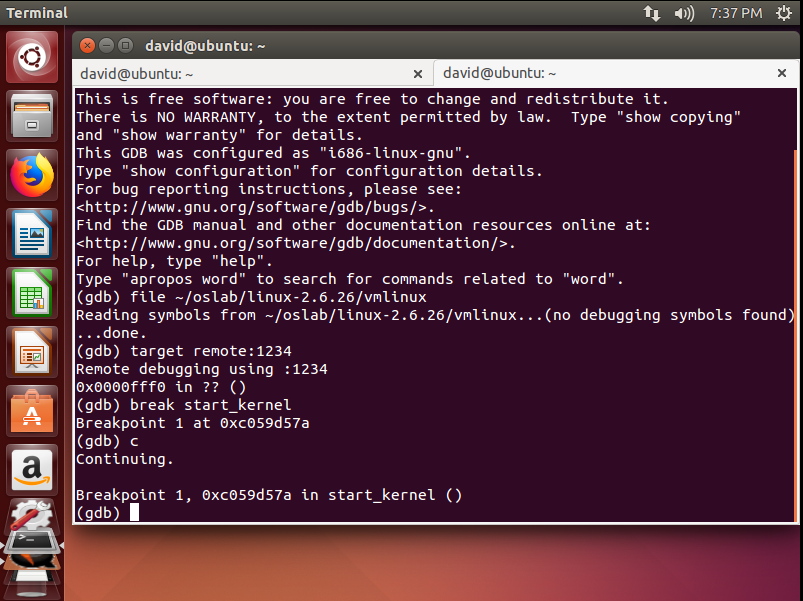 Terminal
7:37 PM
david@ubuntu: ~
david@ubuntu: ~
david@ubuntu: ~
This is free software: you are free to change and redistribute it.
There is NO WARRANTY, to the extent permitted by law.  Type "show copying"
and "show warranty" for details.
This GDB was configured as "i686-linux-gnu".
Type "show configuration" for configuration details.
For bug reporting instructions, please see:
<http://www.gnu.org/software/gdb/bugs/>.
Find the GDB manual and other documentation resources online at:
<http://www.gnu.org/software/gdb/documentation/>.
For help, type "help".
Type "apropos word" to search for commands related to "word".
(gdb) file ~/oslab/linux-2.6.26/vmlinux
Reading symbols from ~/oslab/linux-2.6.26/vmlinux...(no debugging symbols found)
...done.
(gdb) target remote:1234
Remote debugging using :1234
0x0000fff0 in ?? ()
(gdb) break start_kernel
Breakpoint 1 at 0xc059d57a
(gdb) c
Continuing.
Breakpoint 1, 0xc059d57a in start_kernel ()
(gdb)